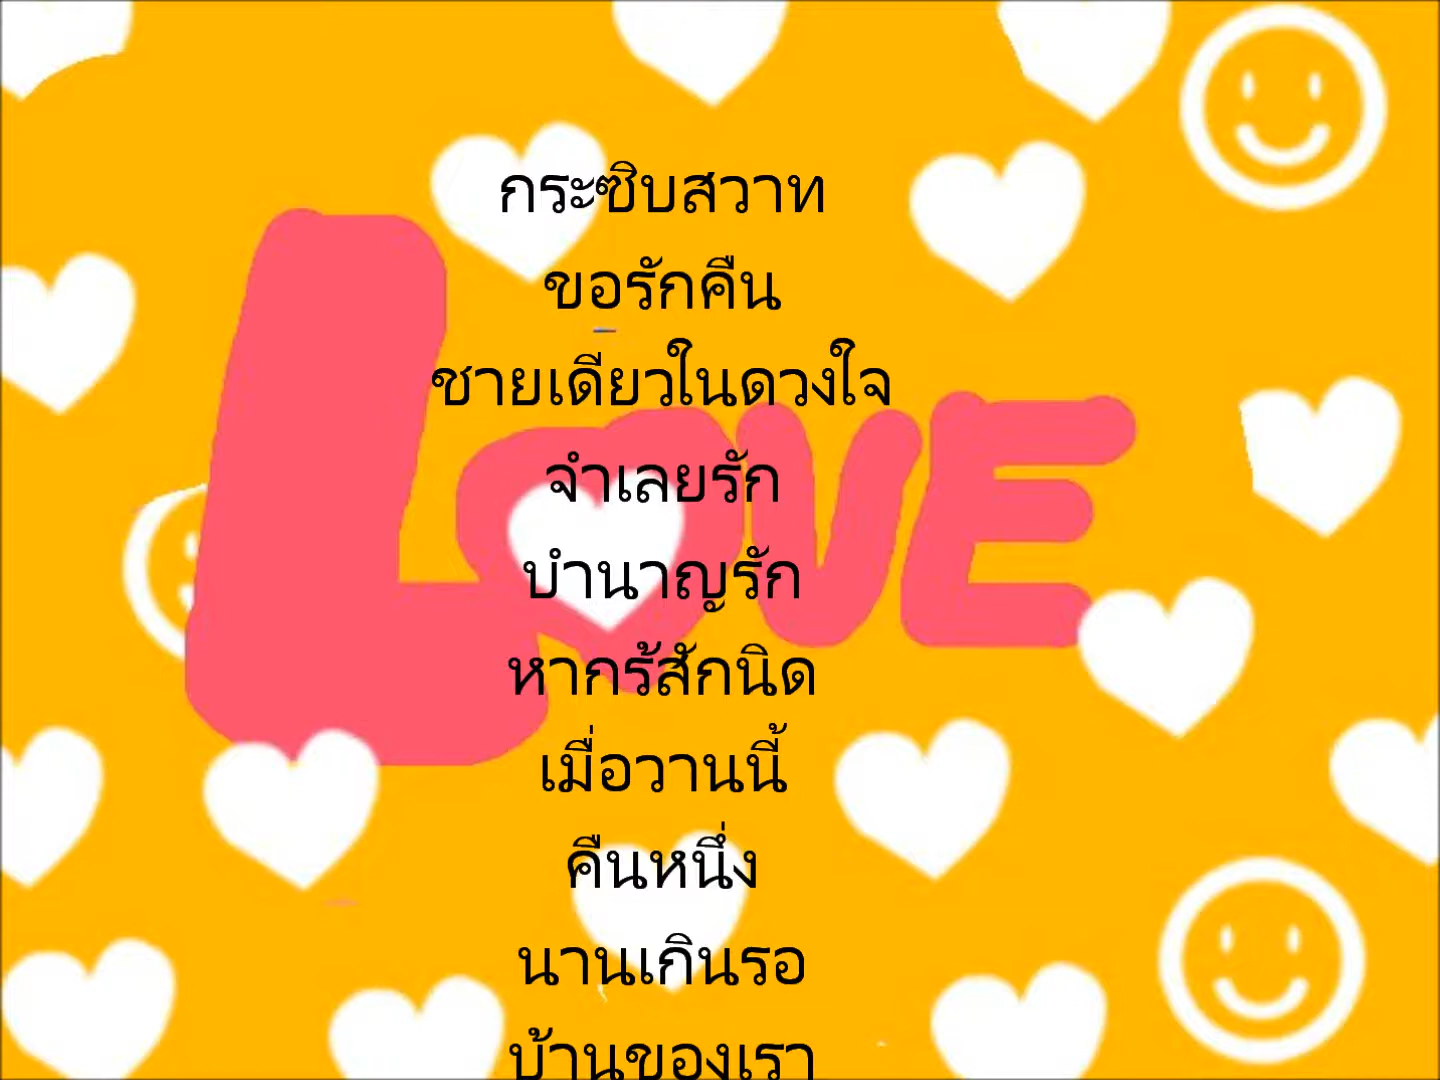 กระซิบสวาท
ขอรักคืน
ชายเดียวในดวงใจ
LOVE
จำเลยรัก
บำนาญรัก
หากรู้สักนิด
เมื่อวานนี้
คืนหนึ่ง
นานเกินรอ
บ้านของเรา